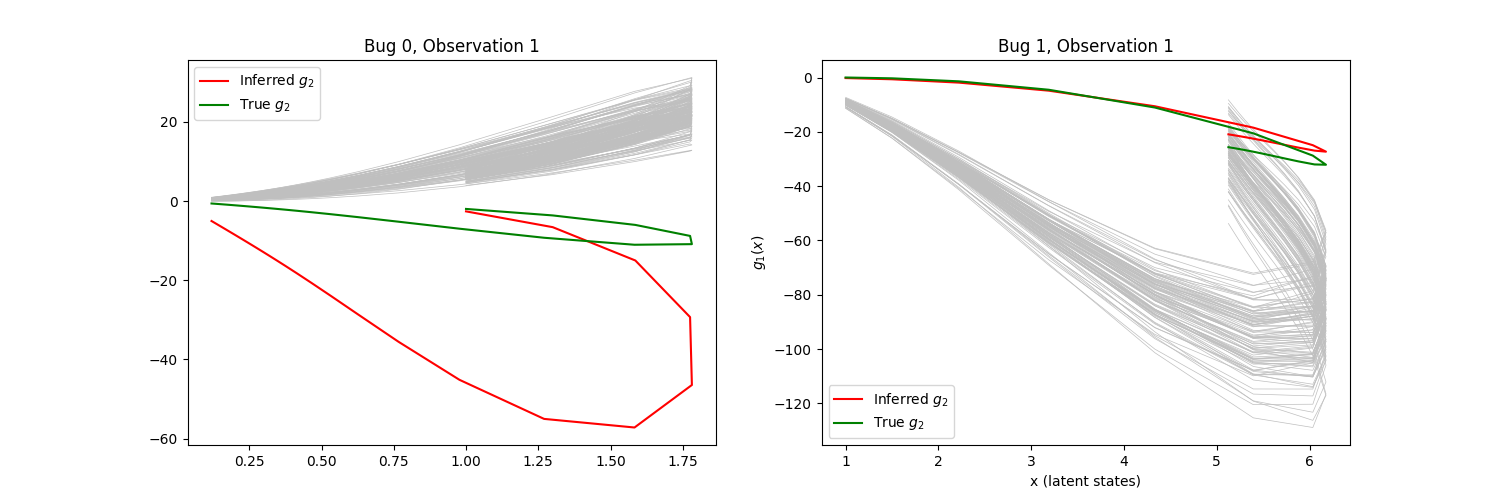 Bug 0, Observation 1
Inferred g₂
True g₂
20
0
−20
−40
−60
0.25 0.50 0.75 1.00 1.25 1.50 1.75
Bug 1, Observation 1
g₁(x)
0
−20
−40
−60
−80
−100
−120
Inferred g₂
True g₂
1 2 3 4 5 6
x (latent states)